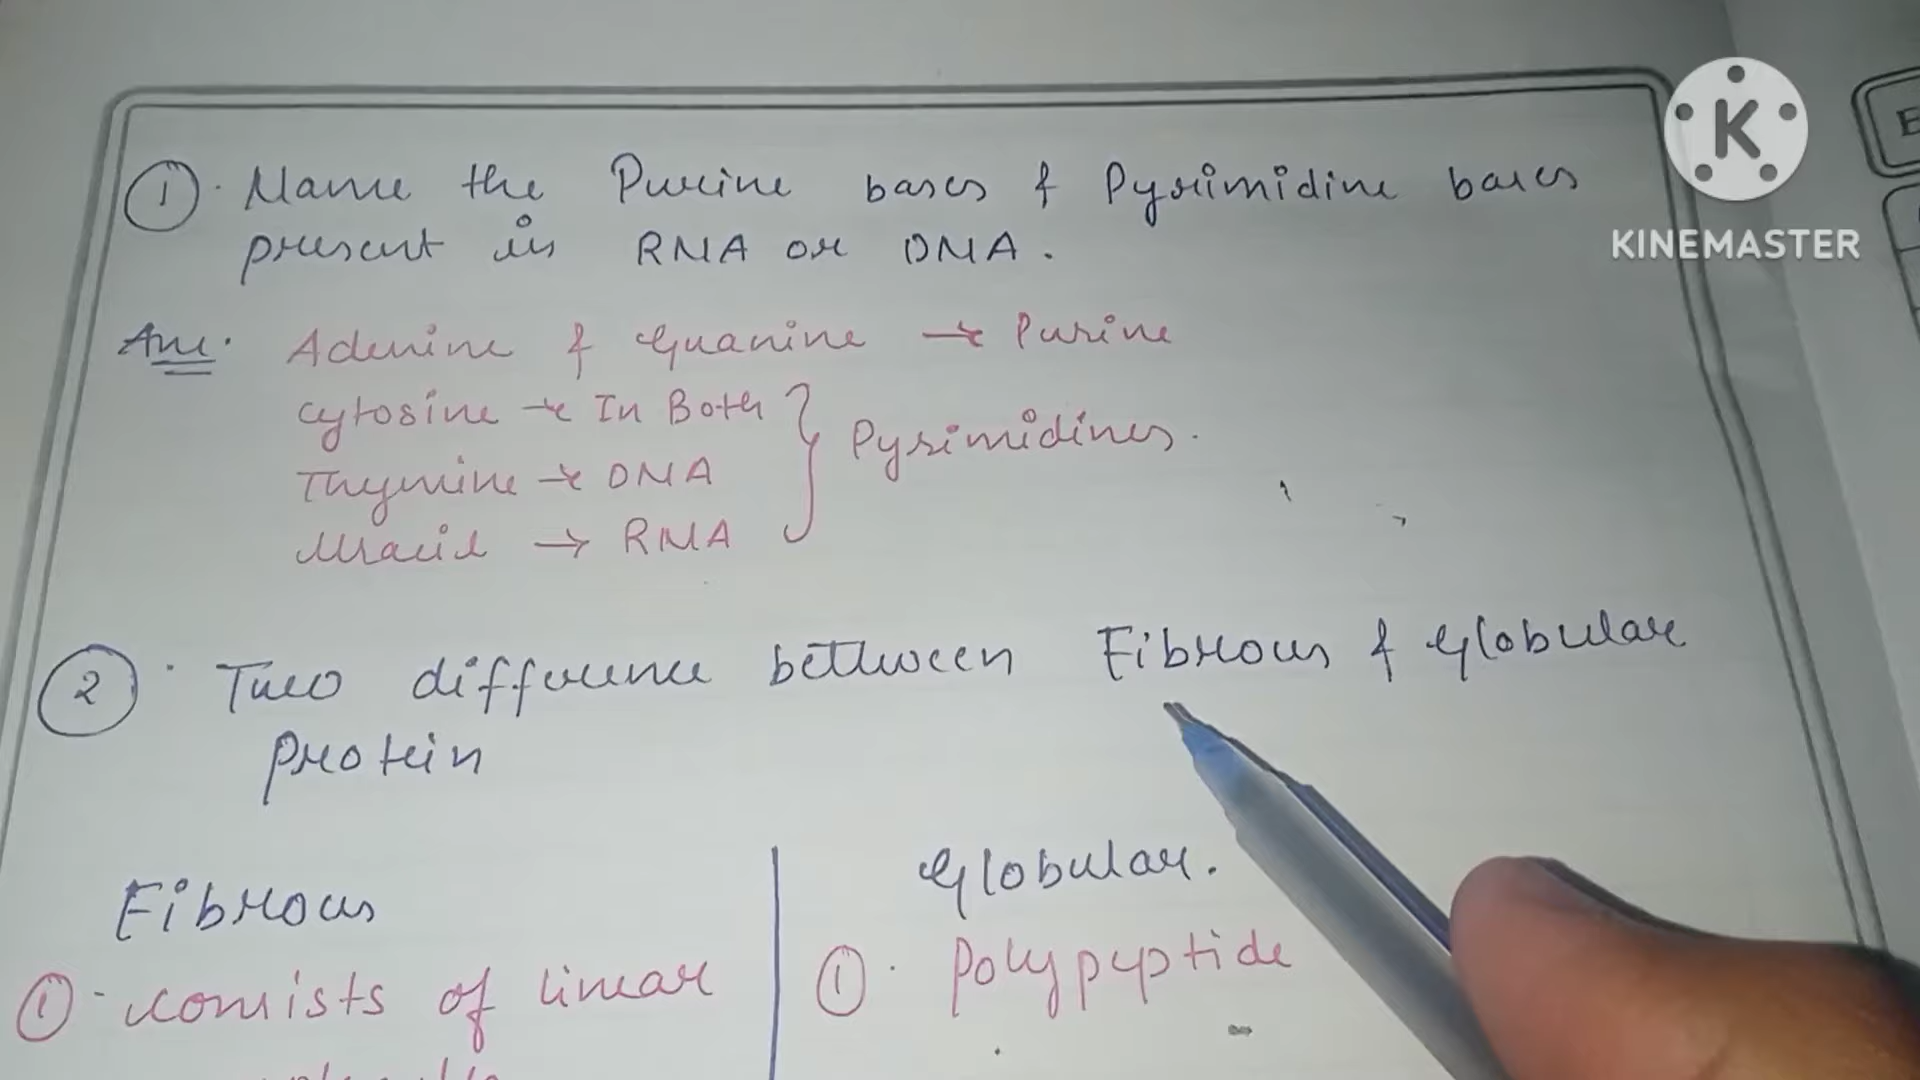 ① . Name the Purine bases & Pyrimidine bases
present in RNA or DNA.
Ans. Adenine & Guanine → Purine
Cytosine → In Both
Thymine → DNA } Pyrimidines.
Uracil → RNA
② . Two difference between Fibrous & Globular
protein
Fibrous
① . consists of linear
Globular.
① . Polypeptide
KINEMASTER
E